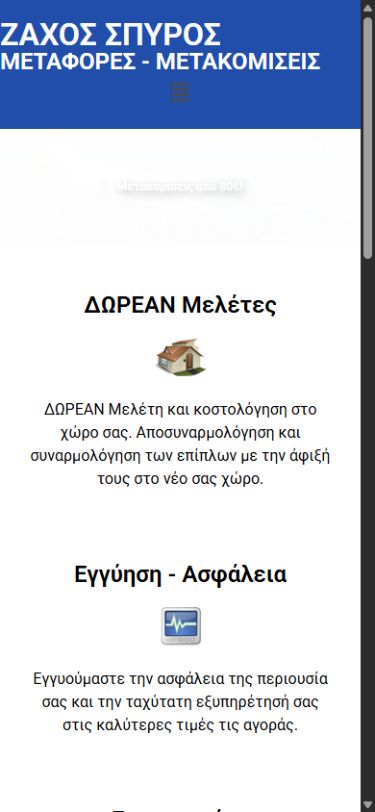 ΖΑΧΟΣ ΣΠΥΡΟΣ
ΜΕΤΑΦΟΡΕΣ - ΜΕΤΑΚΟΜΙΣΕΙΣ
Μετακομίσεις από 80€!
ΔΩΡΕΑΝ Μελέτες
ΔΩΡΕΑΝ Μελέτη και κοστολόγηση στο
χώρο σας. Αποσυναρμολόγηση και
συναρμολόγηση των επίπλων με την άφιξή
τους στο νέο σας χώρο.
Εγγύηση - Ασφάλεια
Εγγυούμαστε την ασφάλεια της περιουσία
σας και την ταχύτατη εξυπηρέτησή σας
στις καλύτερες τιμές τις αγοράς.